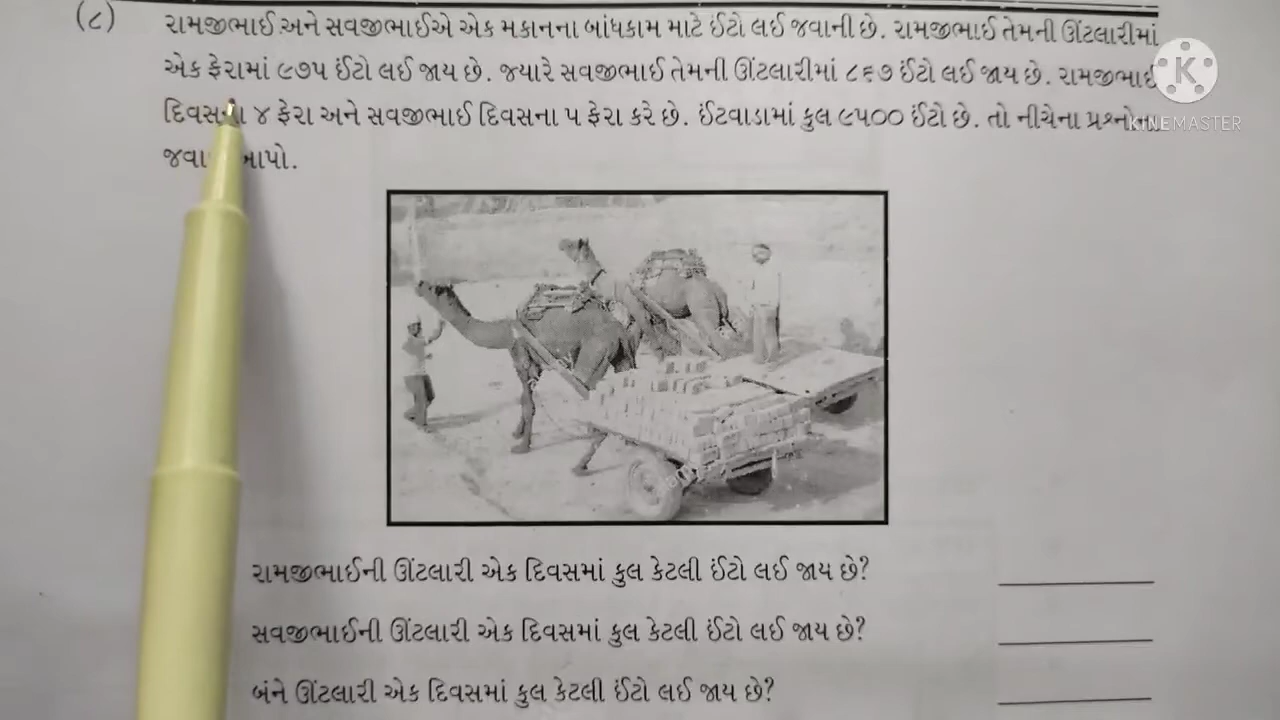 (૮) રામજીભાઈ અને સવજીભાઈએ એક મકાનના બાંધકામ માટે ઈંટો લઈ જવાની છે. રામજીભાઈ તેમની ઊંટલારીમાં
એક ફેરામાં ૯૭૫ ઈંટો લઈ જાય છે. જ્યારે સવજીભાઈ તેમની ઊંટલારીમાં ૮૬૭ ઈંટો લઈ જાય છે. રામજીભાઈ
દિવસના ૪ ફેરા અને સવજીભાઈ દિવસના ૫ ફેરા કરે છે. ઈંટવાડામાં કુલ ૯૫૦૦ ઈંટો છે. તો નીચેના
આપો.
K
KINEMASTER
રામજીભાઈની ઊંટલારી એક દિવસમાં કુલ કેટલી ઈંટો લઈ જાય છે?
સવજીભાઈની ઊંટલારી એક દિવસમાં કુલ કેટલી ઈંટો લઈ જાય છે?
બંને ઊંટલારી એક દિવસમાં કુલ કેટલી ઈંટો લઈ જાય છે?